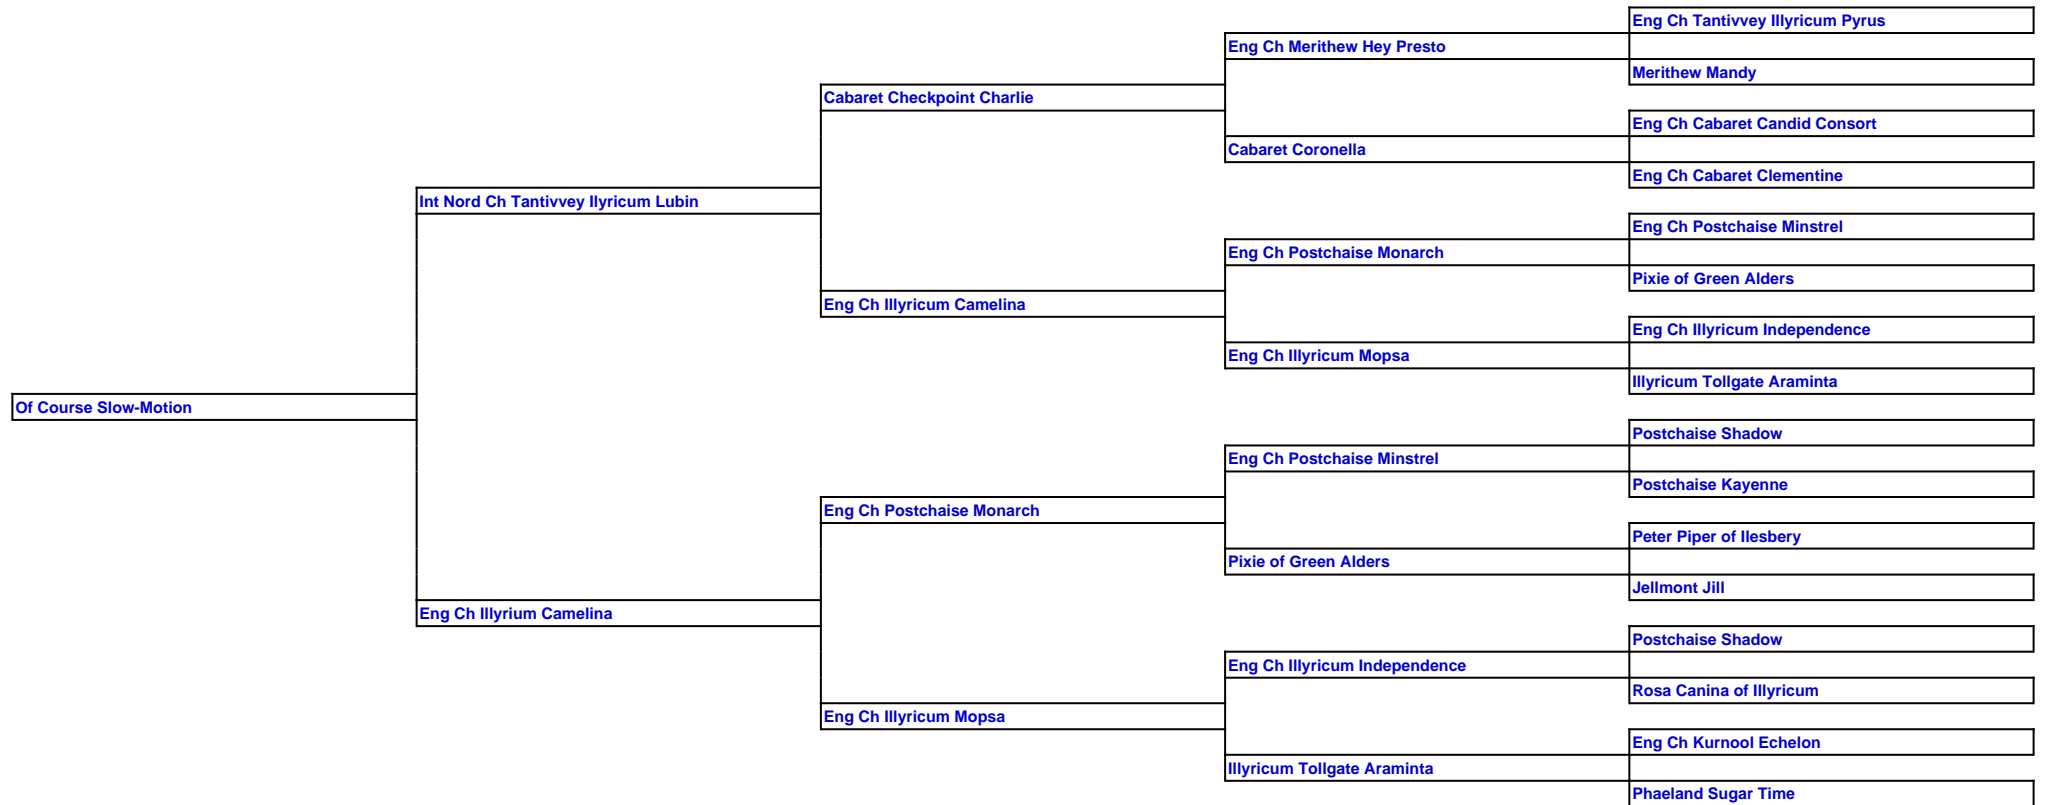 Eng Ch Tantivvey Illyricum Pyrus
Eng Ch Merithew Hey Presto
Merithew Mandy
Cabaret Checkpoint Charlie
Eng Ch Cabaret Candid Consort
Cabaret Coronella
Eng Ch Cabaret Clementine
Int Nord Ch Tantivvey Ilyricum Lubin
Eng Ch Postchaise Minstrel
Eng Ch Postchaise Monarch
Pixie of Green Alders
Eng Ch Illyricum Camelina
Eng Ch Illyricum Independence
Eng Ch Illyricum Mopsa
Illyricum Tollgate Araminta
Of Course Slow-Motion
Postchaise Shadow
Eng Ch Postchaise Minstrel
Postchaise Kayenne
Eng Ch Postchaise Monarch
Peter Piper of Ilesbery
Pixie of Green Alders
Jellmont Jill
Eng Ch Illyrium Camelina
Postchaise Shadow
Eng Ch Illyricum Independence
Rosa Canina of Illyricum
Eng Ch Illyricum Mopsa
Eng Ch Kurnool Echelon
Illyricum Tollgate Araminta
Phaeland Sugar Time